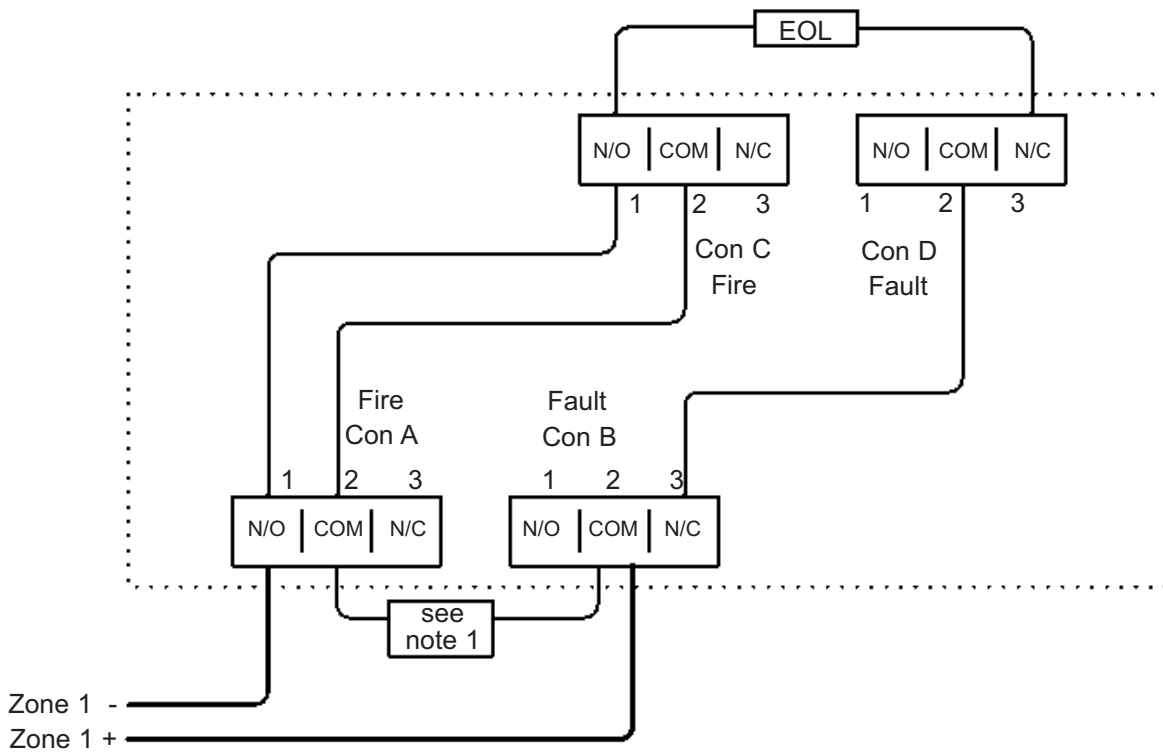 EOL
N/O COM N/C
N/O COM N/C
1 2 3
1 2 3
Con C
Fire
Con D
Fault
Fire
Con A
Fault
Con B
1 2 3
1 2 3
N/O COM N/C
N/O COM N/C
see
note 1
Zone 1 -
Zone 1 +